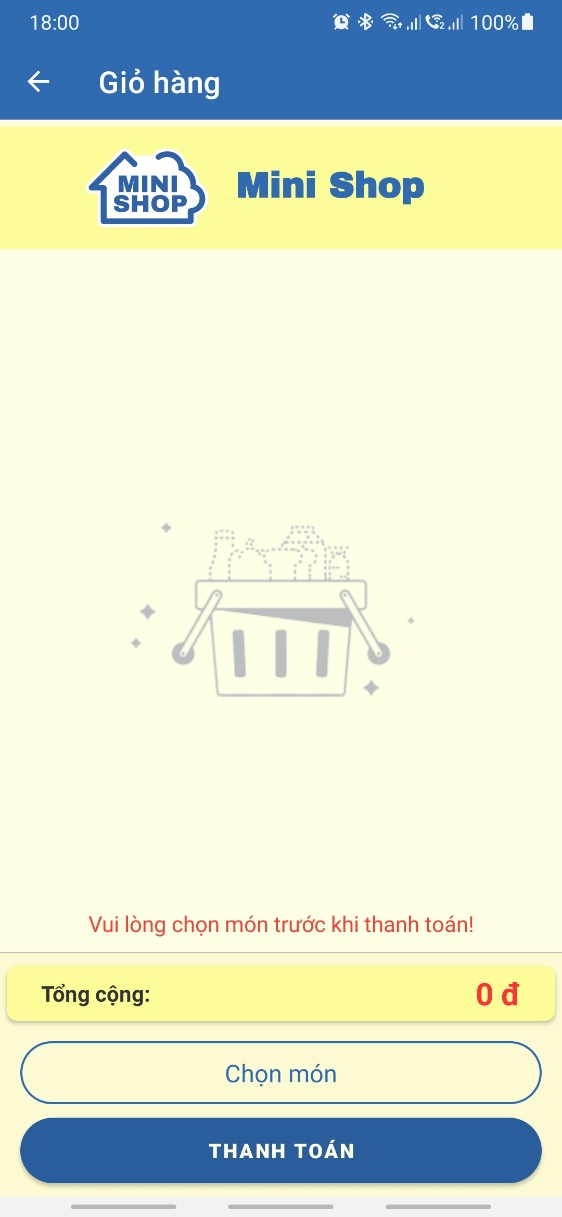 18:00
2
100%
Giỏ hàng
MINI
SHOP
Mini Shop
Vui lòng chọn món trước khi thanh toán!
Tổng cộng: 0 đ
Chọn món
THANH TOÁN